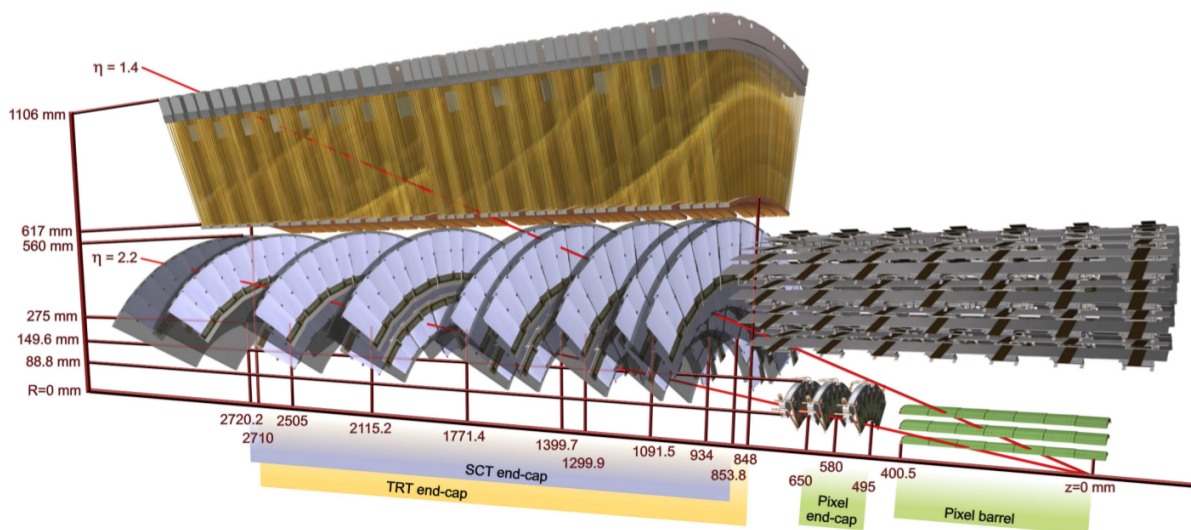 η = 1.4
1106 mm
617 mm
560 mm
η = 2.2
275 mm
149.6 mm
88.8 mm
R=0 mm
2720.2
2710
2505
2115.2
1771.4
1399.7
1299.9
1091.5
934
853.8
848
650
580
495
400.5
z=0 mm
SCT end-cap
TRT end-cap
Pixel
end-cap
Pixel barrel